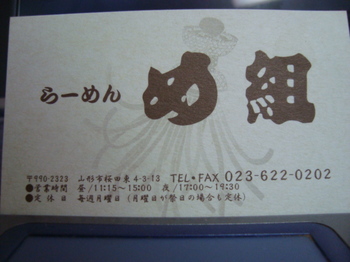 らーめん め組
〒990-2323 山形市桜田東4-3-13 TEL・FAX 023-622-0202
●営業時間 昼/11:15〜15:00 夜/17:00〜19:30
●定休日 毎週月曜日(月曜日が祭日の場合も定休)